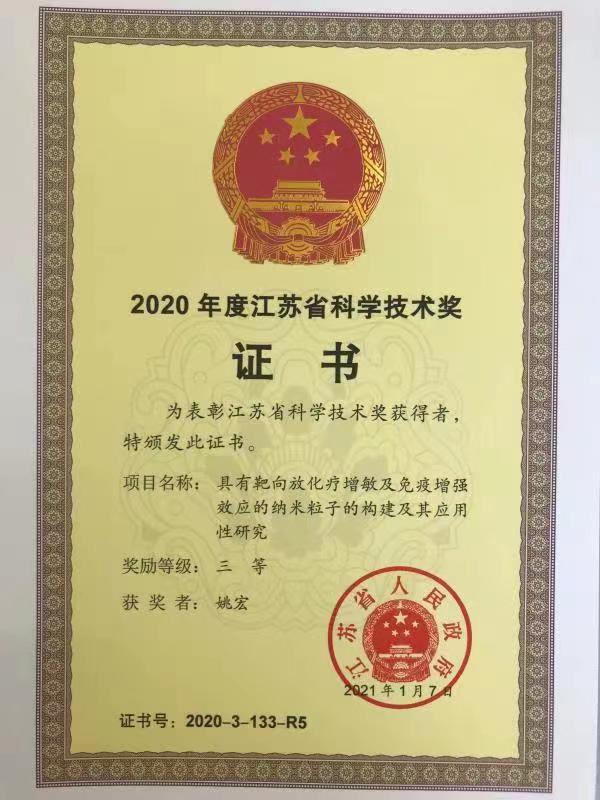 2020 年度江苏省科学技术奖
证 书
为表彰江苏省科学技术奖获得者，
特颁发此证书。
项目名称： 具有靶向放化疗增敏及免疫增强
效应的纳米粒子的构建及其应用
性研究
奖励等级： 三 等
获 奖 者： 姚宏
江苏省人民政府
2021 年 1 月 7 日
证书号： 2020-3-133-R5